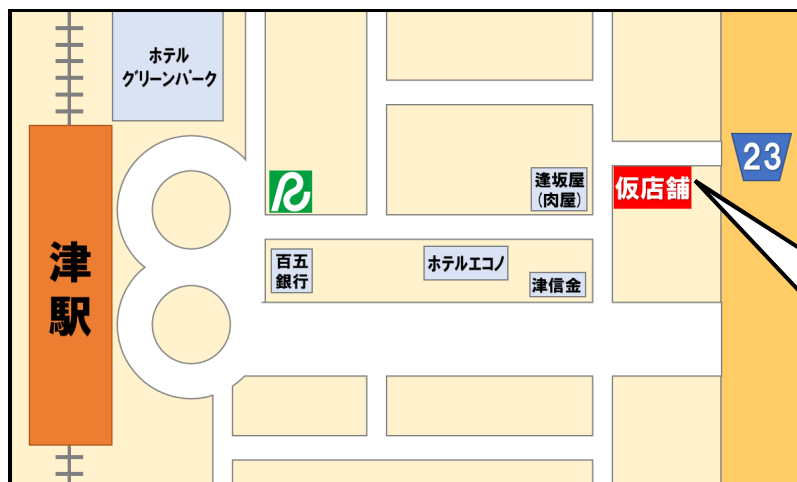 ホテル
グリーンパーク
23
逢坂屋
(肉屋)
仮店舗
津駅
百五
銀行
ホテルエコノ
津信金